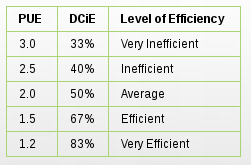 PUE DCiE Level of Efficiency
3.0 33% Very Inefficient
2.5 40% Inefficient
2.0 50% Average
1.5 67% Efficient
1.2 83% Very Efficient